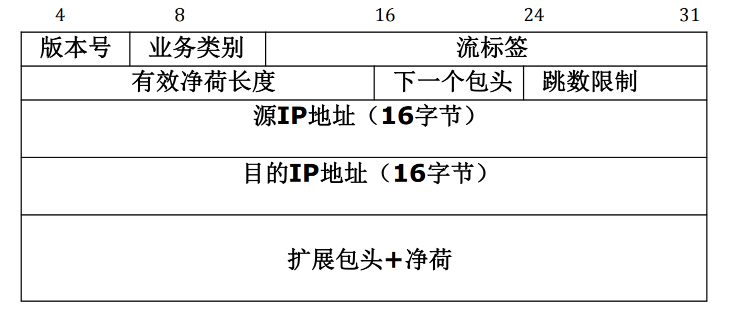 4 8 16 24 31
版本号 业务类别 流标签
有效净荷长度 下一个包头 跳数限制
源IP地址（16字节）
目的IP地址（16字节）
扩展包头+净荷